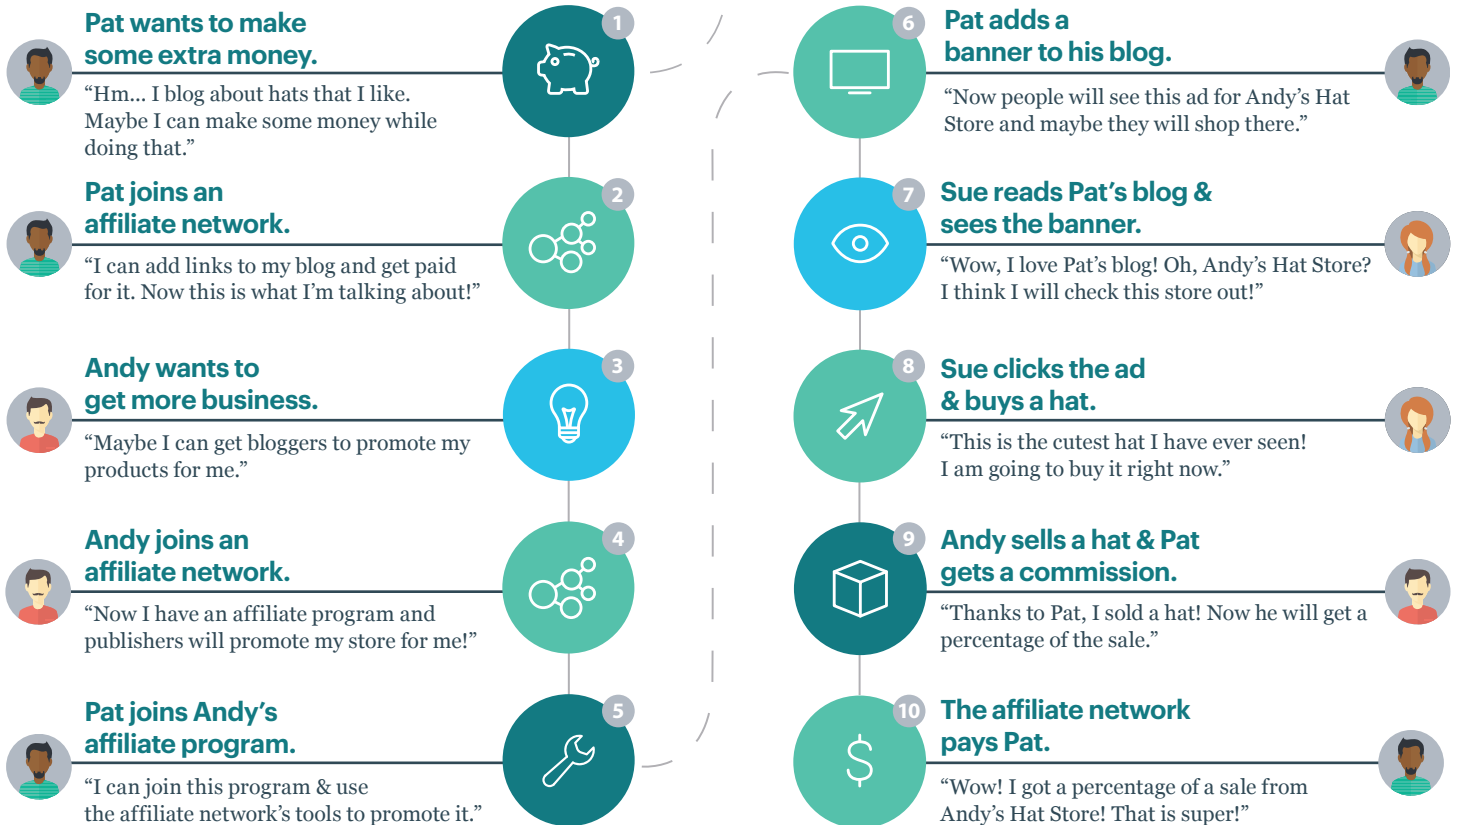 1
Pat wants to make
some extra money.
“Hm... I blog about hats that I like.
Maybe I can make some money while
doing that.”
2
Pat joins an
affiliate network.
“I can add links to my blog and get paid
for it. Now this is what I’m talking about!”
3
Andy wants to
get more business.
“Maybe I can get bloggers to promote my
products for me.”
4
Andy joins an
affiliate network.
“Now I have an affiliate program and
publishers will promote my store for me!”
5
Pat joins Andy’s
affiliate program.
“I can join this program & use
the affiliate network’s tools to promote it.”
6
Pat adds a
banner to his blog.
“Now people will see this ad for Andy’s Hat
Store and maybe they will shop there.”
7
Sue reads Pat’s blog &
sees the banner.
“Wow, I love Pat’s blog! Oh, Andy’s Hat Store?
I think I will check this store out!”
8
Sue clicks the ad
& buys a hat.
“This is the cutest hat I have ever seen!
I am going to buy it right now.”
9
Andy sells a hat & Pat
gets a commission.
“Thanks to Pat, I sold a hat! Now he will get a
percentage of the sale.”
10
The affiliate network
pays Pat.
$
“Wow! I got a percentage of a sale from
Andy’s Hat Store! That is super!”